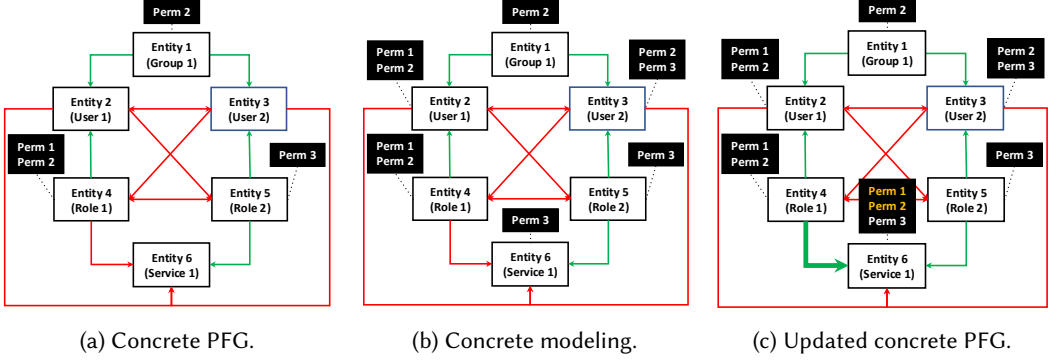 Perm 2
Entity 1
(Group 1)
Entity 2
(User 1)
Entity 3
(User 2)
Perm 1
Perm 2
Perm 3
Entity 4
(Role 1)
Entity 5
(Role 2)
Entity 6
(Service 1)
(a) Concrete PFG.
Perm 2
Entity 1
(Group 1)
Perm 1
Perm 2
Perm 2
Perm 3
Entity 2
(User 1)
Entity 3
(User 2)
Perm 1
Perm 2
Perm 3
Entity 4
(Role 1)
Entity 5
(Role 2)
Perm 3
Entity 6
(Service 1)
(b) Concrete modeling.
Perm 2
Entity 1
(Group 1)
Perm 1
Perm 2
Perm 2
Perm 3
Entity 2
(User 1)
Entity 3
(User 2)
Perm 1
Perm 2
Perm 3
Entity 4
(Role 1)
Perm 1
Perm 2
Perm 3
Entity 5
(Role 2)
Entity 6
(Service 1)
(c) Updated concrete PFG.